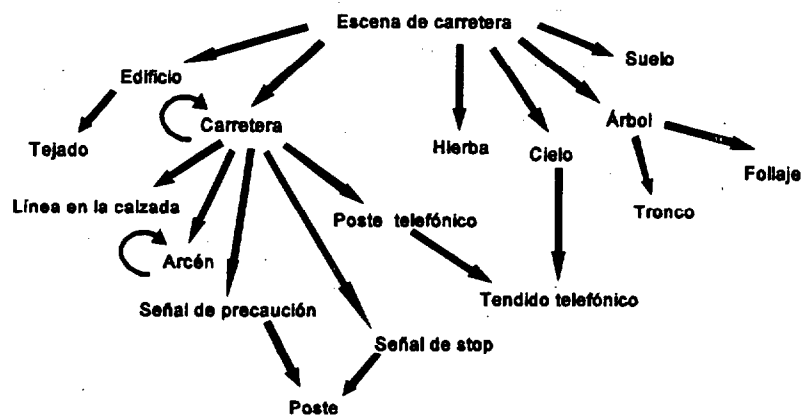 Escena de carretera
Edificio
Suelo
Carretera
Árbol
Tejado
Hierba
Cielo
Follaje
Línea en la calzada
Poste telefónico
Tronco
Arcén
Señal de precaución
Tendido telefónico
Señal de stop
Poste